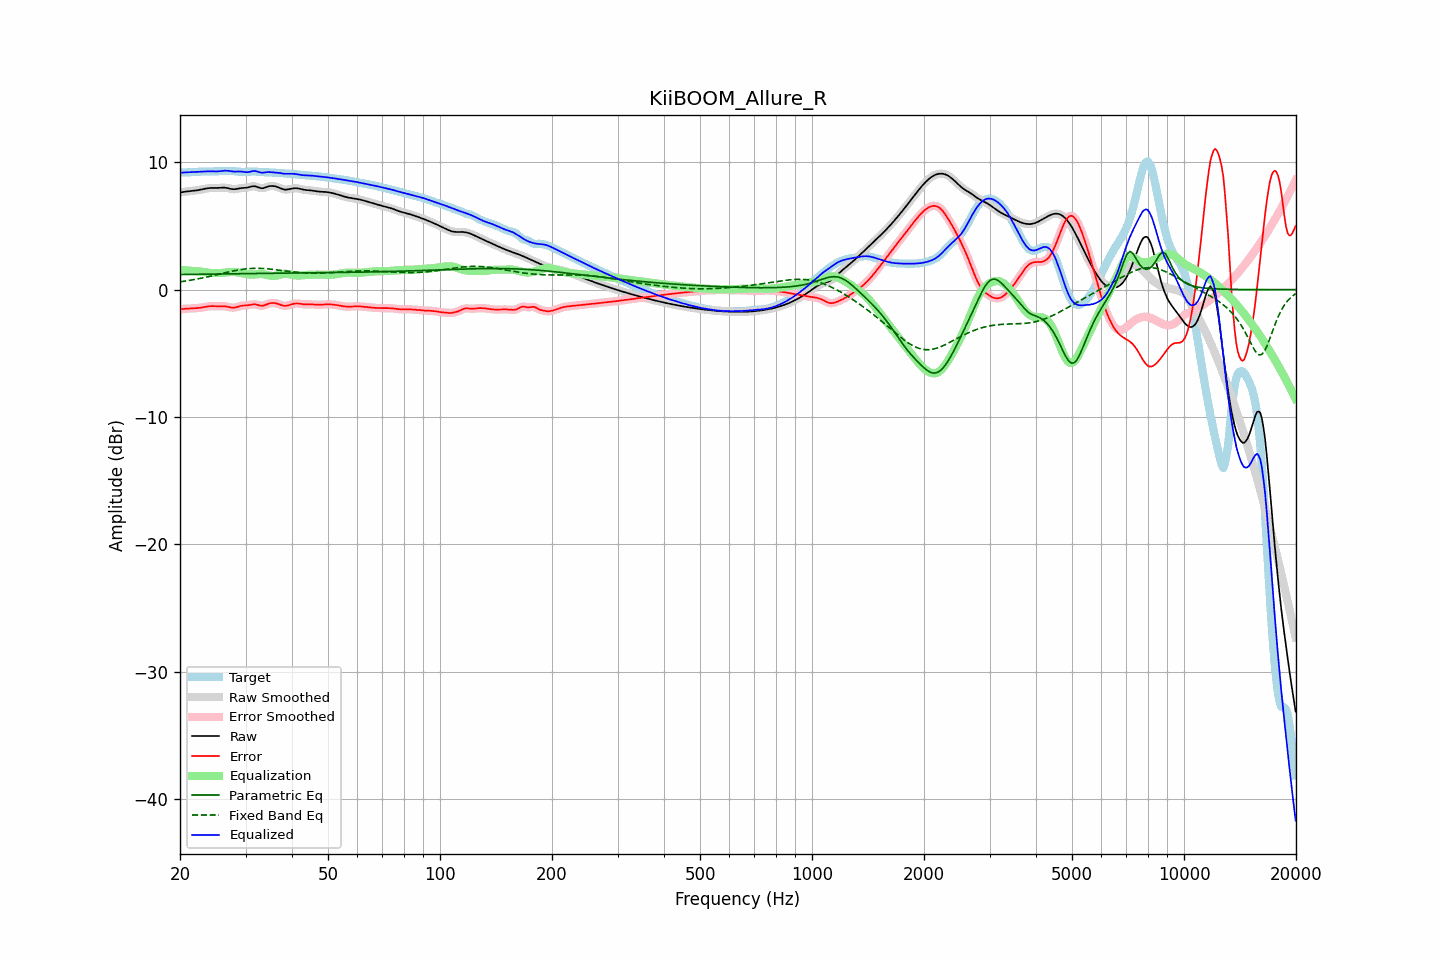 KiiBOOM_Allure_R
Amplitude (dBr)
10
0
−10
−20
−30
−40
Target
Raw Smoothed
Error Smoothed
Raw
Error
Equalization
Parametric Eq
Fixed Band Eq
Equalized
20 50 100 200 500 1000 2000 5000 10000 20000
Frequency (Hz)